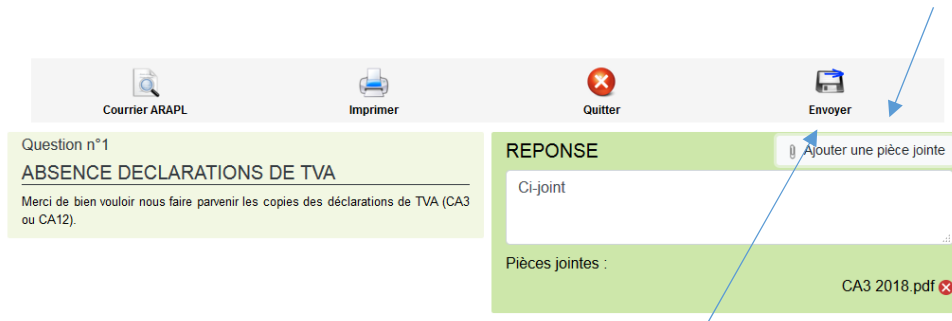 Courrier ARAPL Imprimer Quitter Envoyer
Question n°1
ABSENCE DECLARATIONS DE TVA
Merci de bien vouloir nous faire parvenir les copies des déclarations de TVA (CA3
ou CA12).
REPONSE
Ajouter une pièce jointe
Ci-joint
Pièces jointes :
CA3 2018.pdf